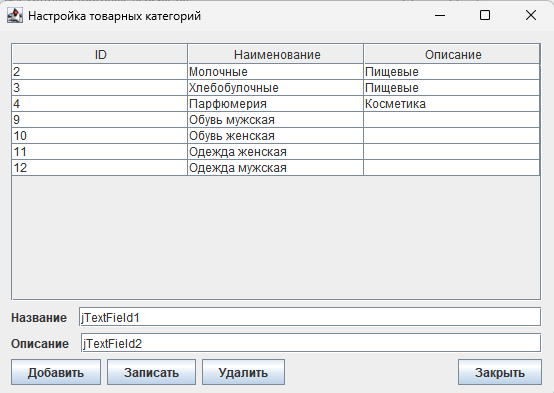 Настройка товарных категорий
ID Наименование Описание
2 Молочные Пищевые
3 Хлебобулочные Пищевые
4 Парфюмерия Косметика
9 Обувь мужская
10 Обувь женская
11 Одежда женская
12 Одежда мужская
Название jTextField1
Описание jTextField2
Добавить Записать Удалить Закрыть